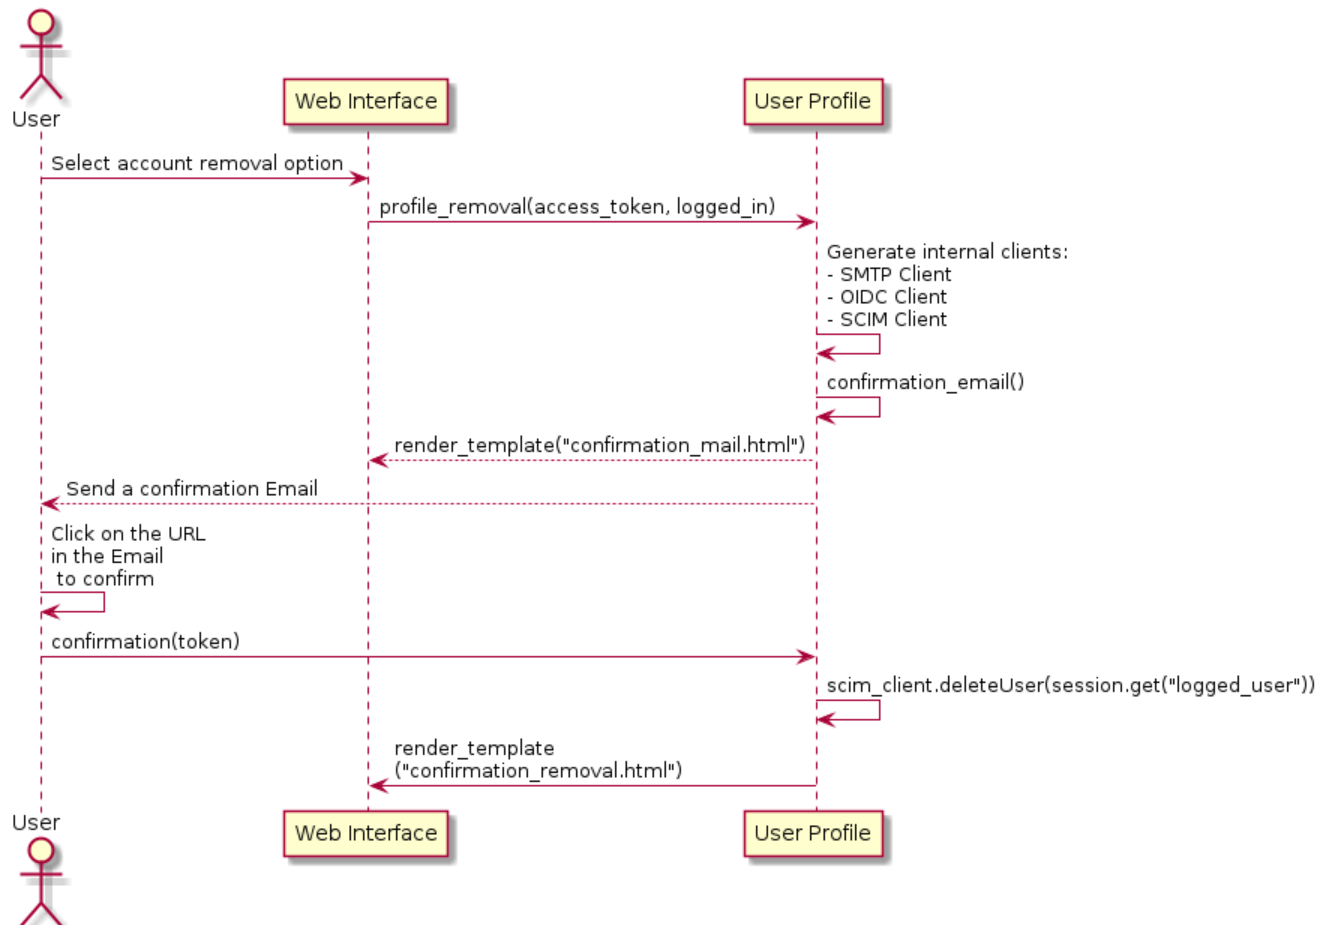 User
Web Interface
User Profile
Select account removal option
profile_removal(access_token, logged_in)
Generate internal clients:
- SMTP Client
- OIDC Client
- SCIM Client
confirmation_email()
render_template("confirmation_mail.html")
Send a confirmation Email
Click on the URL
in the Email
to confirm
confirmation(token)
scim_client.deleteUser(session.get("logged_user"))
render_template
("confirmation_removal.html")
User
Web Interface
User Profile